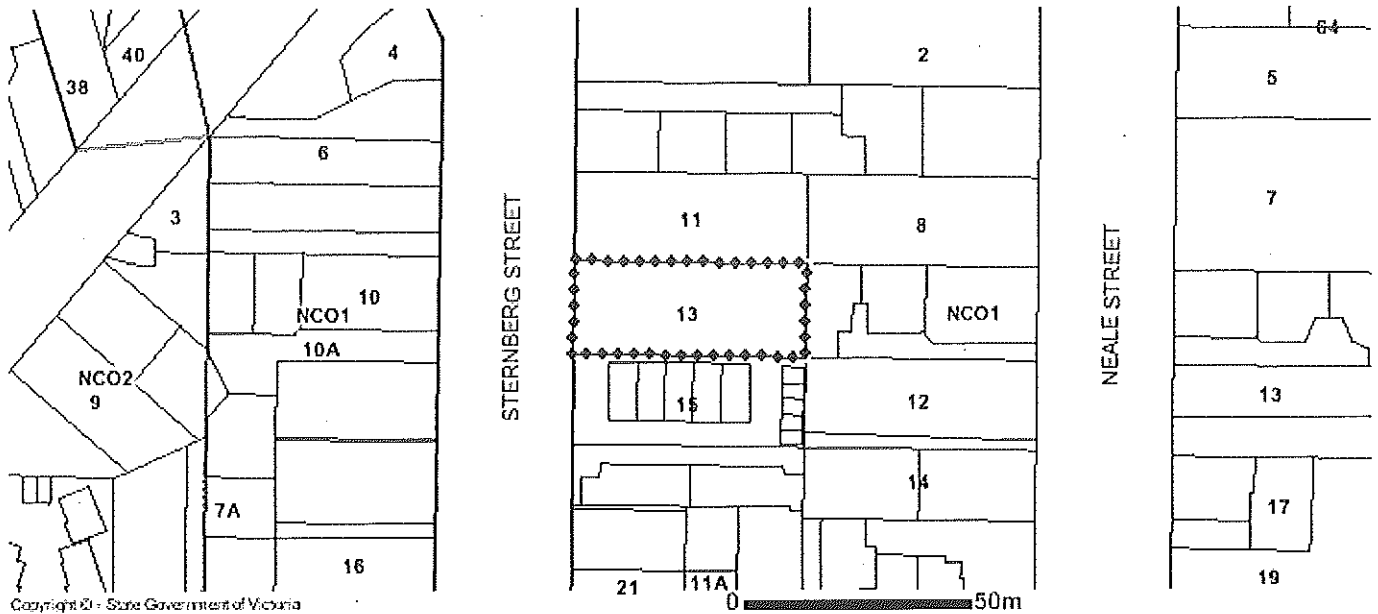 40
4
38
2
64
5
6
3
11
8
7
10
NCO1
13
NCO1
10A
STERNBERG STREET
NEALE STREET
NCO2
9
15
12
13
14
7A
17
16
21
11A
19
0 50m
Copyright © - State Government of Victoria